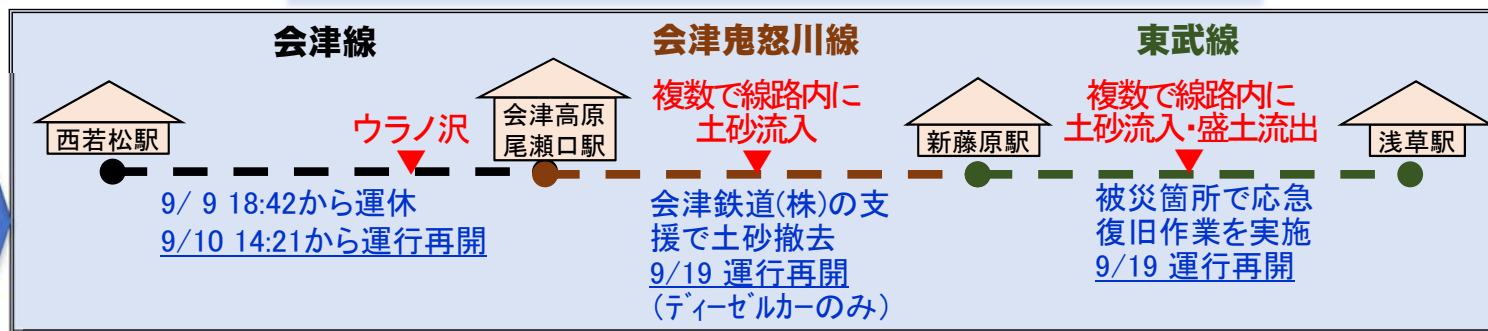 会津線
会津鬼怒川線
東武線
西若松駅
ウラノ沢
会津高原
尾瀬口駅
複数で線路内に
土砂流入
新藤原駅
複数で線路内に
土砂流入・盛土流出
浅草駅
9/ 9 18:42から運休
9/10 14:21から運行再開
会津鉄道(株)の支
援で土砂撤去
9/19 運行再開
(ディーゼルカーのみ)
被災箇所で応急
復旧作業を実施
9/19 運行再開